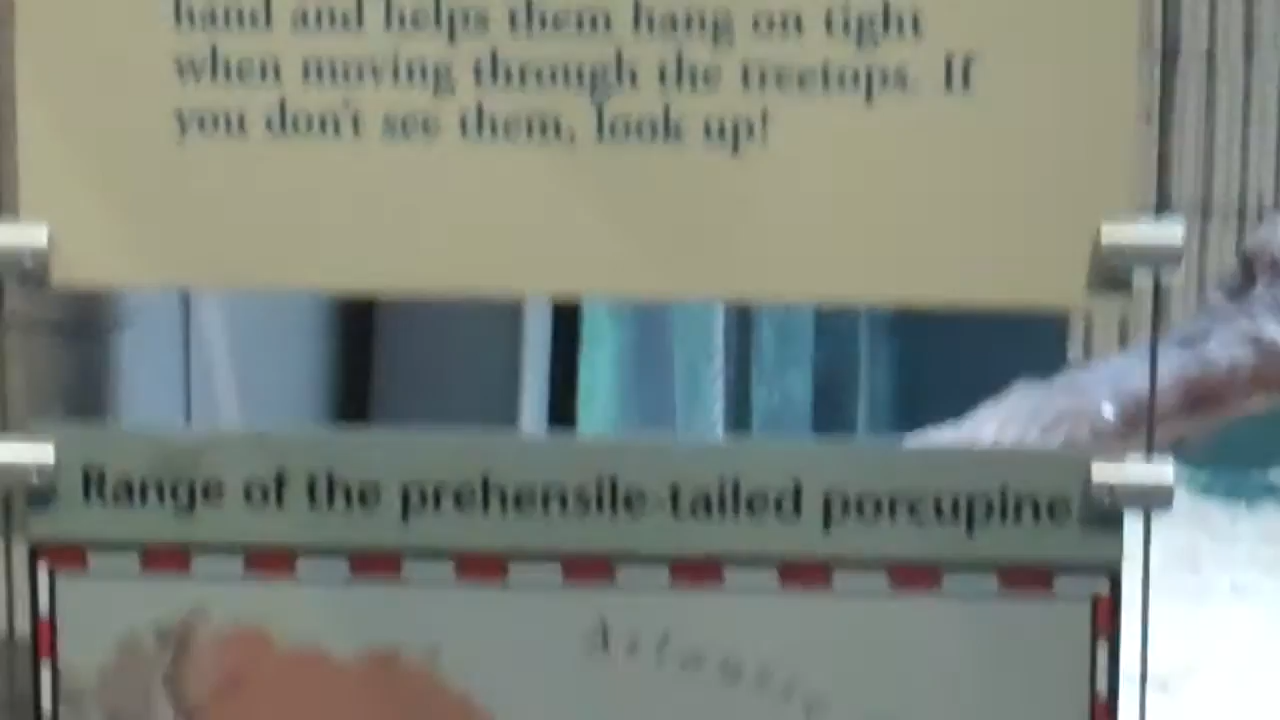 hand and helps them hang on tight
when moving through the treetops. If
you don't see them, look up!
Range of the prehensile-tailed porcupine
Atlantic